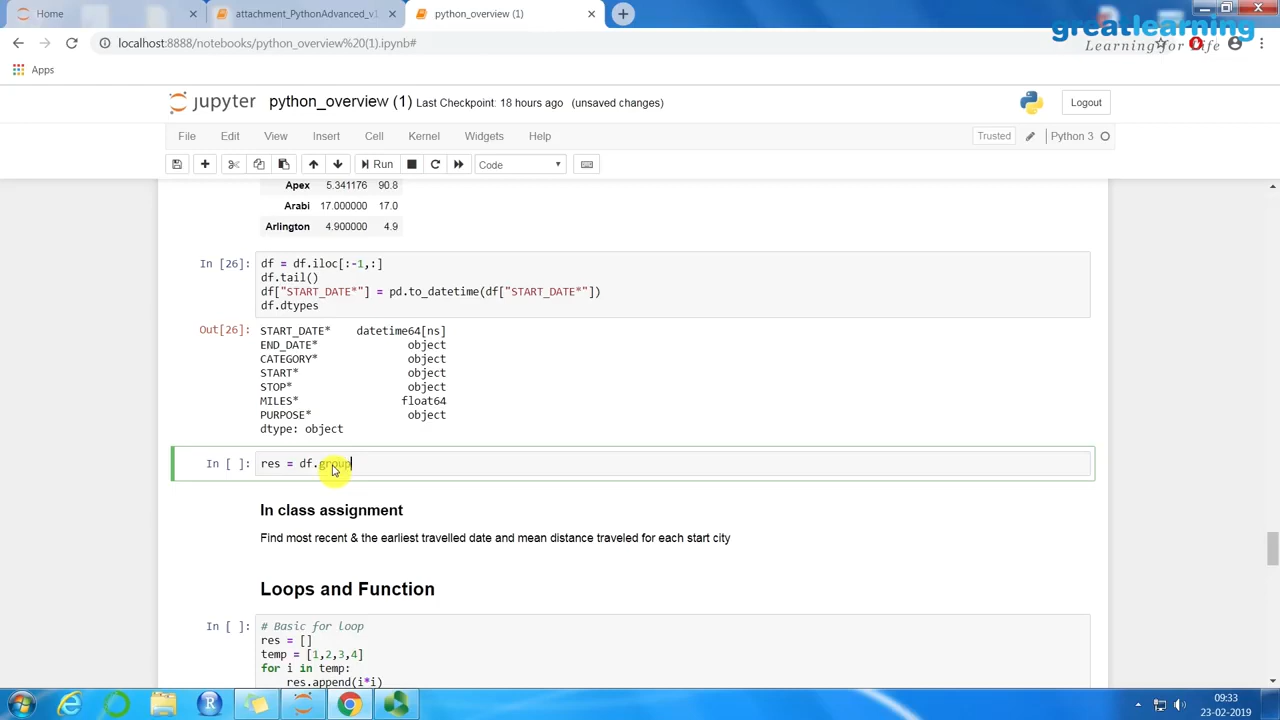 Home
attachment_PythonAdvanced_v1
python_overview (1)
greatlearning
Learning for Life
localhost:8888/notebooks/python_overview%20(1).ipynb#
Apps
jupyter python_overview (1) Last Checkpoint: 18 hours ago (unsaved changes)
Logout
File Edit View Insert Cell Kernel Widgets Help
Trusted Python 3
Run Code
Apex 5.341176 90.8
Arabi 17.000000 17.0
Arlington 4.900000 4.9
In [26]: df = df.iloc[:-1,:]
df.tail()
df["START_DATE*"] = pd.to_datetime(df["START_DATE*"])
df.dtypes
Out[26]: START_DATE* datetime64[ns]
END_DATE* object
CATEGORY* object
START* object
STOP* object
MILES* float64
PURPOSE* object
dtype: object
In [ ]: res = df.group
In class assignment
Find most recent & the earliest travelled date and mean distance traveled for each start city
Loops and Function
In [ ]: # Basic for loop
res = []
temp = [1,2,3,4]
for i in temp:
res.append(i*i)
09:33
23-02-2019